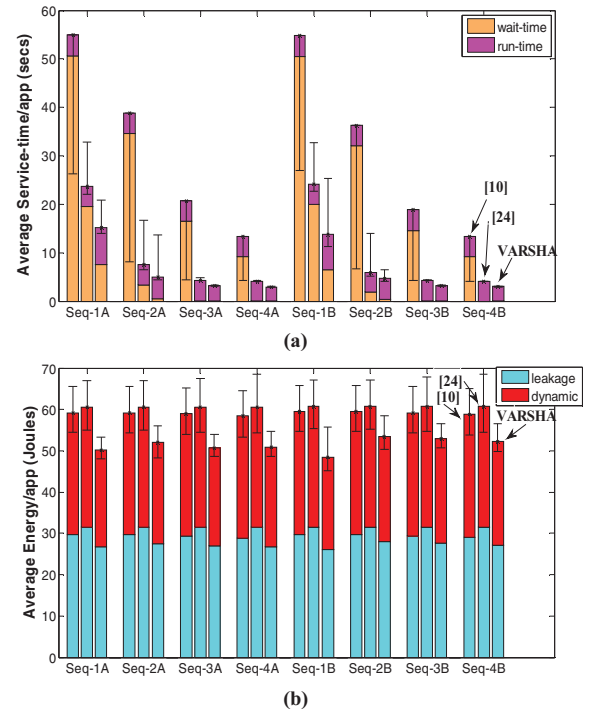 60
50
40
30
20
10
0
Average Service-time/app (secs)
wait-time
run-time
[10]
[24]
VARSHA
Seq-1A Seq-2A Seq-3A Seq-4A Seq-1B Seq-2B Seq-3B Seq-4B
(a)
70
60
50
40
30
20
10
0
Average Energy/app (Joules)
leakage
dynamic
[24]
[10]
VARSHA
Seq-1A Seq-2A Seq-3A Seq-4A Seq-1B Seq-2B Seq-3B Seq-4B
(b)